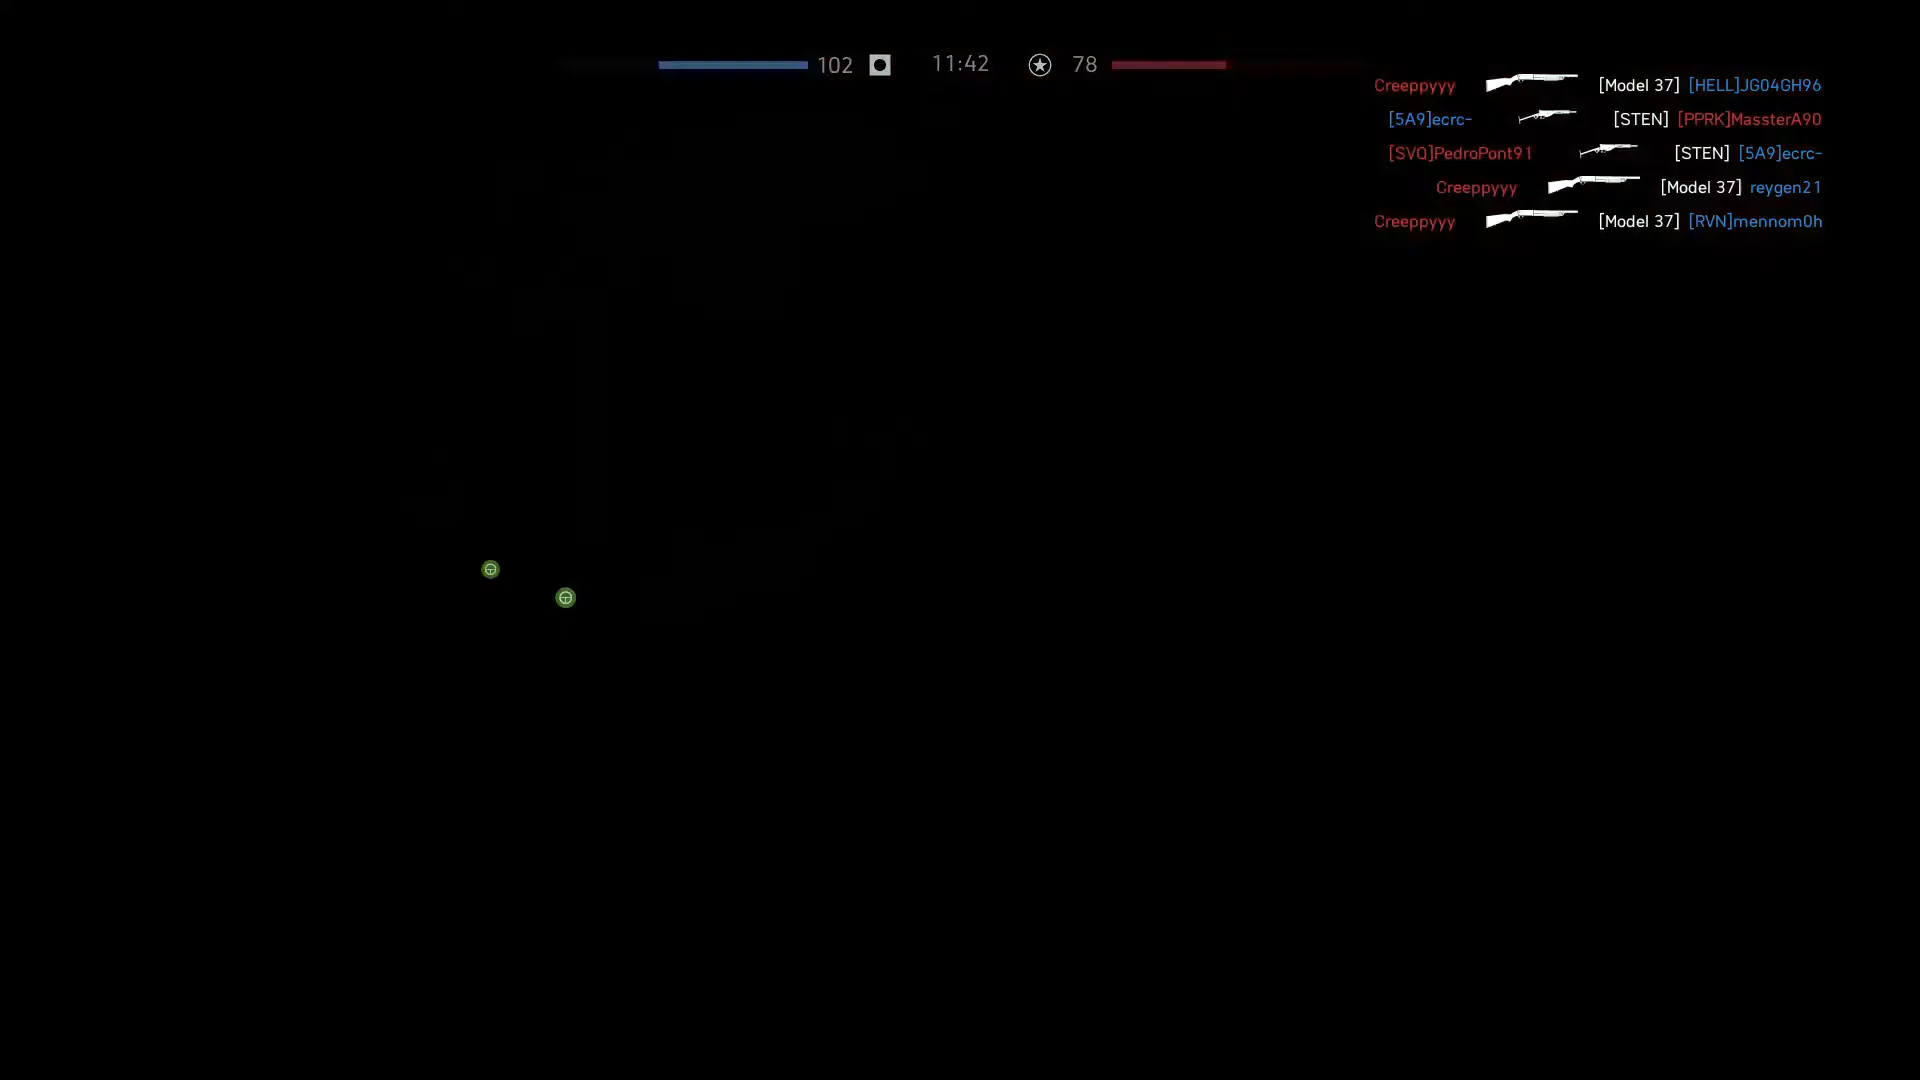 102 11:42 78
Creeppyyy [Model 37] [HELL]JG04GH96
[5A9]ecrc- [STEN] [PPRK]MassterA90
[SVQ]PedroPont91 [STEN] [5A9]ecrc-
Creeppyyy [Model 37] reygen21
Creeppyyy [Model 37] [RVN]mennom0h